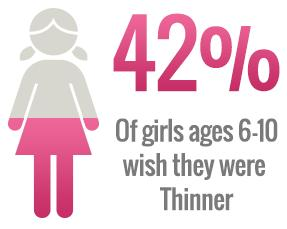 42%
Of girls ages 6-10
wish they were
Thinner